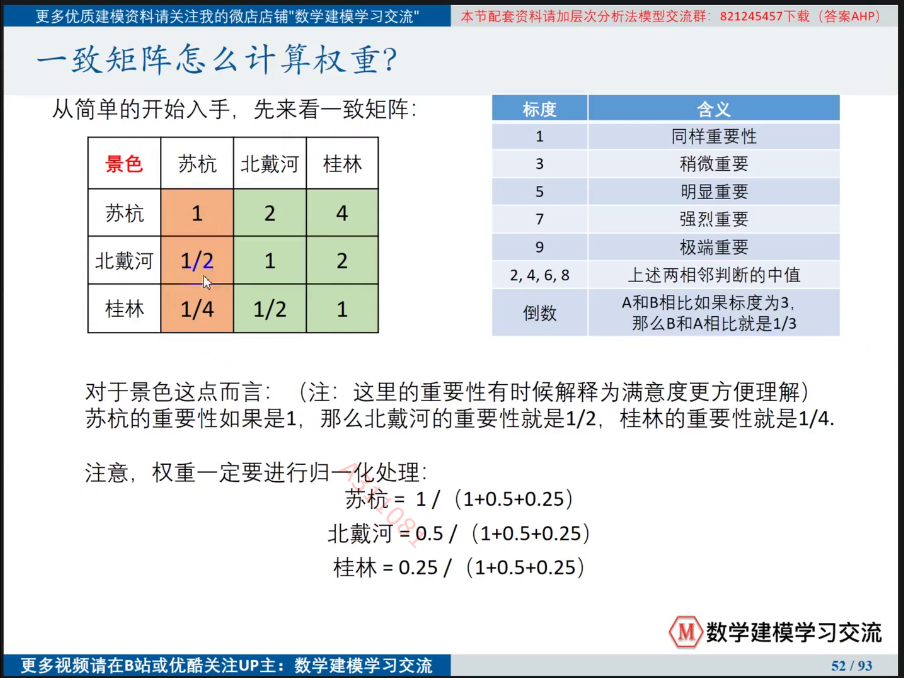 更多优质建模资料请关注我的微店店铺"数学建模学习交流"
本节配套资料请加层次分析法模型交流群：821245457下载（答案AHP）
一致矩阵怎么计算权重？
从简单的开始入手，先来看一致矩阵：
景色 苏杭 北戴河 桂林
苏杭 1 2 4
北戴河 1/2 1 2
桂林 1/4 1/2 1
标度 含义
1 同样重要性
3 稍微重要
5 明显重要
7 强烈重要
9 极端重要
2, 4, 6, 8 上述两相邻判断的中值
倒数 A和B相比如果标度为3，
那么B和A相比就是1/3
对于景色这点而言：（注：这里的重要性有时候解释为满意度更方便理解）
苏杭的重要性如果是1，那么北戴河的重要性就是1/2，桂林的重要性就是1/4.
注意，权重一定要进行归一化处理：
苏杭 = 1 /（1+0.5+0.25）
北戴河 = 0.5 /（1+0.5+0.25）
桂林 = 0.25 /（1+0.5+0.25）
M 数学建模学习交流
更多视频请在B站或优酷关注UP主：数学建模学习交流
52 / 93